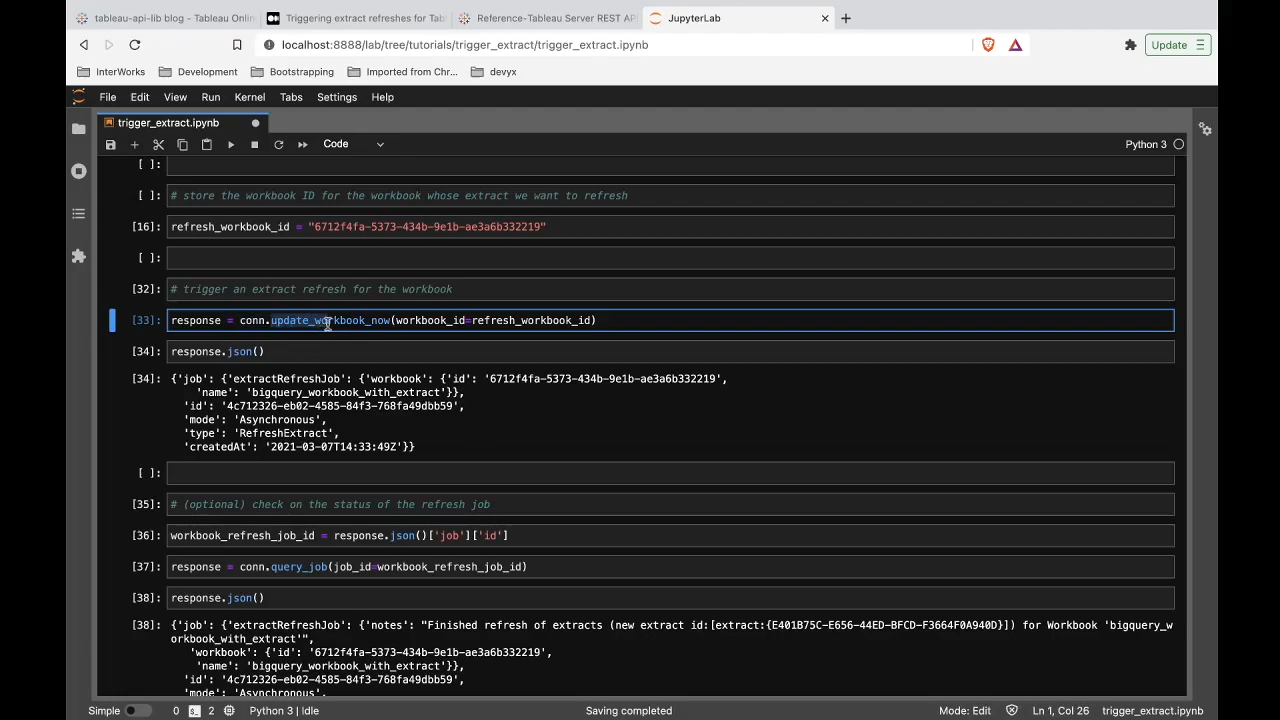 tableau-api-lib blog - Tableau Onlin
Triggering extract refreshes for Tab
Reference-Tableau Server REST AP
JupyterLab
localhost:8888/lab/tree/tutorials/trigger_extract/trigger_extract.ipynb
Update
InterWorks
Development
Bootstrapping
Imported from Chr...
devyx
File Edit View Run Kernel Tabs Settings Help
trigger_extract.ipynb
Code
Python 3
[ ]:
[ ]: # store the workbook ID for the workbook whose extract we want to refresh
[16]: refresh_workbook_id = "6712f4fa-5373-434b-9e1b-ae3a6b332219"
[ ]:
[32]: # trigger an extract refresh for the workbook
[33]: response = conn.update_workbook_now(workbook_id=refresh_workbook_id)
[34]: response.json()
[34]: {'job': {'extractRefreshJob': {'workbook': {'id': '6712f4fa-5373-434b-9e1b-ae3a6b332219',
'name': 'bigquery_workbook_with_extract'}},
'id': '4c712326-eb02-4585-84f3-768fa49dbb59',
'mode': 'Asynchronous',
'type': 'RefreshExtract',
'createdAt': '2021-03-07T14:33:49Z'}}
[ ]:
[35]: # (optional) check on the status of the refresh job
[36]: workbook_refresh_job_id = response.json()['job']['id']
[37]: response = conn.query_job(job_id=workbook_refresh_job_id)
[38]: response.json()
[38]: {'job': {'extractRefreshJob': {'notes': "Finished refresh of extracts (new extract id:[extract:{E401B75C-E656-44ED-BFCD-F3664F0A940D}]) for Workbook 'bigquery_w
orkbook_with_extract'",
'workbook': {'id': '6712f4fa-5373-434b-9e1b-ae3a6b332219',
'name': 'bigquery_workbook_with_extract'}},
'id': '4c712326-eb02-4585-84f3-768fa49dbb59',
'mode': 'Asynchronous',
Simple 0 2 Python 3 | Idle Saving completed Mode: Edit Ln 1, Col 26 trigger_extract.ipynb